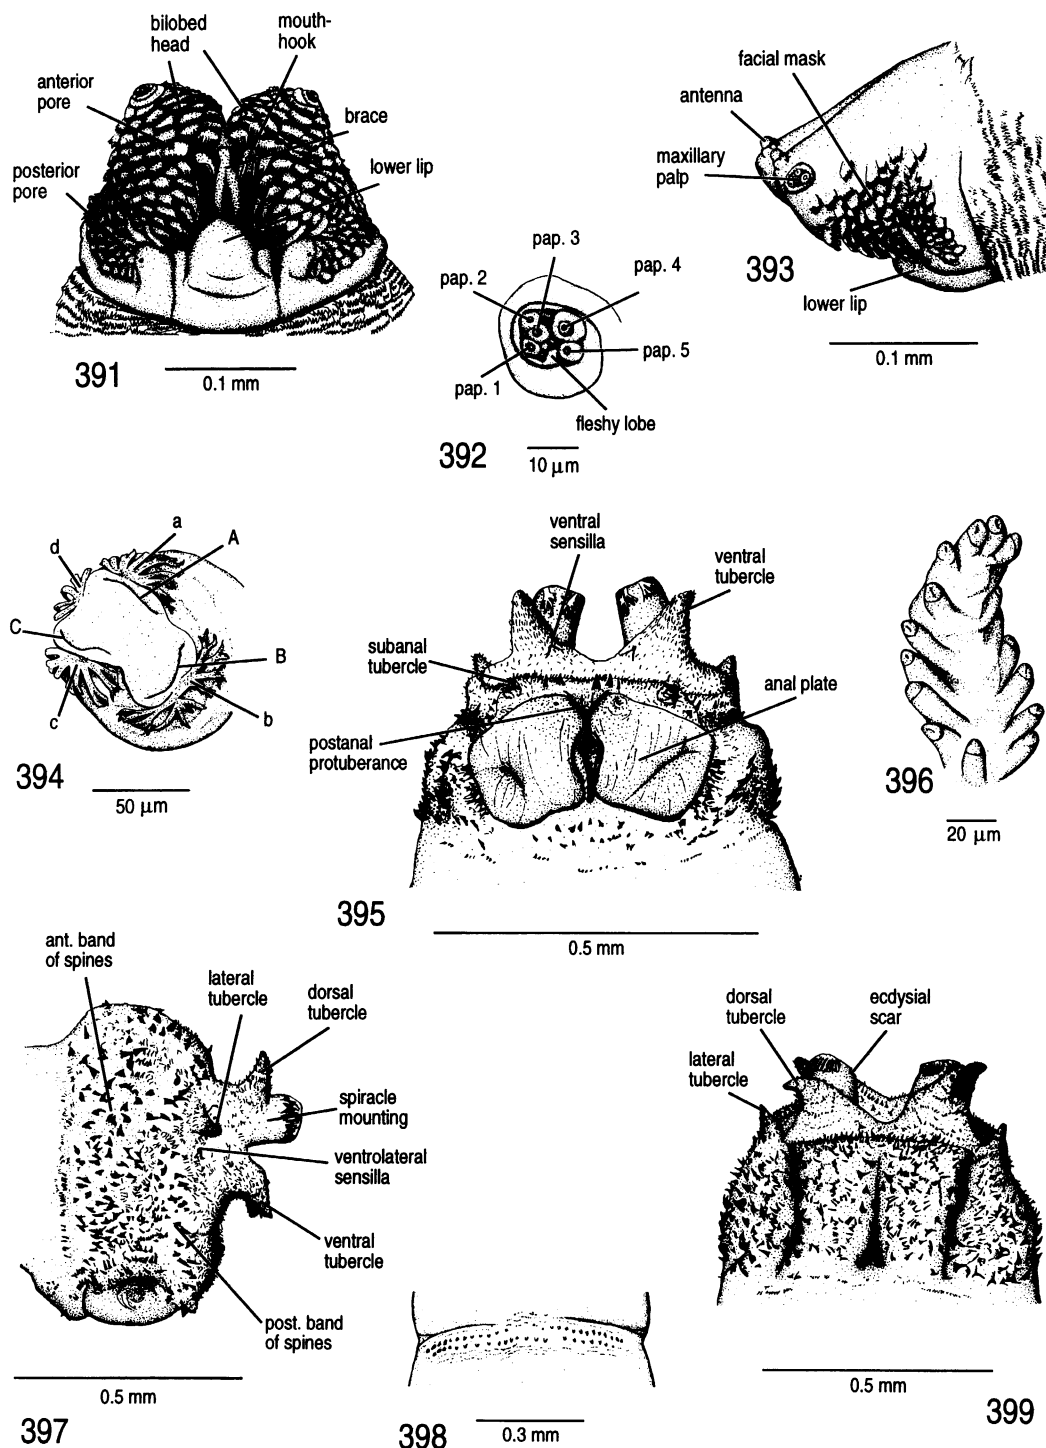 bilobed
head
mouth-
hook
anterior
pore
brace
posterior
pore
lower lip
391
0.1 mm
pap. 3
pap. 2
pap. 4
pap. 1
pap. 5
fleshy lobe
392
10 μm
facial mask
antenna
maxillary
palp
393
lower lip
0.1 mm
a
A
d
C
B
c
b
394
50 μm
ventral
sensilla
ventral
tubercle
subanal
tubercle
anal plate
postanal
protuberance
395
0.5 mm
396
20 μm
ant. band
of spines
lateral
tubercle
dorsal
tubercle
spiracle
mounting
ventrolateral
sensilla
ventral
tubercle
post. band
of spines
0.5 mm
397
398
0.3 mm
dorsal
tubercle
ecdysial
scar
lateral
tubercle
0.5 mm
399